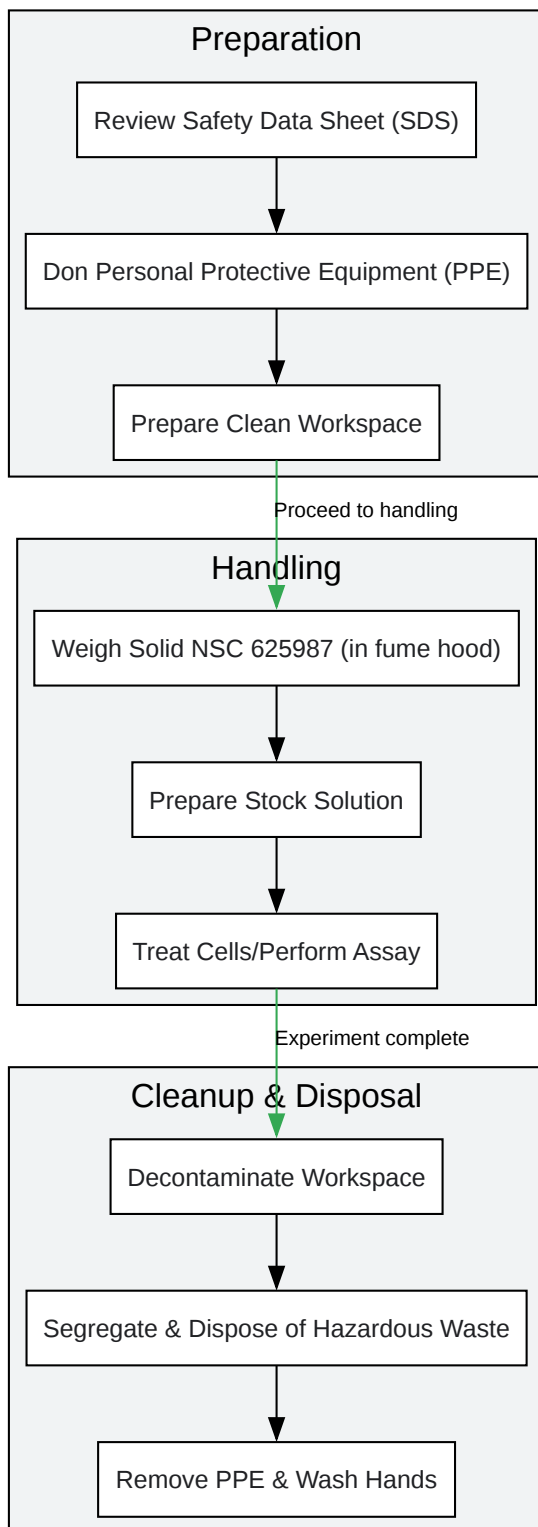 Preparation
Review Safety Data Sheet (SDS)
Don Personal Protective Equipment (PPE)
Prepare Clean Workspace
Proceed to handling
Handling
Weigh Solid NSC 625987 (in fume hood)
Prepare Stock Solution
Treat Cells/Perform Assay
Experiment complete
Cleanup & Disposal
Decontaminate Workspace
Segregate & Dispose of Hazardous Waste
Remove PPE & Wash Hands